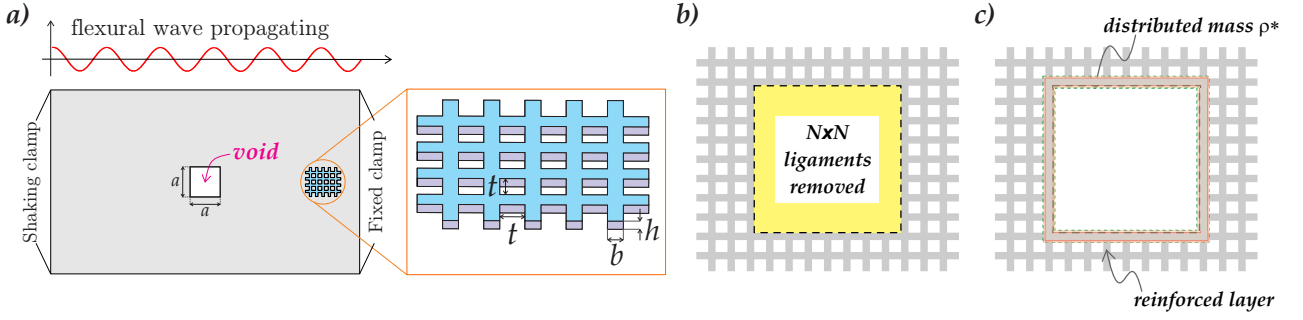 a)
flexural wave propagating
Shaking clamp
void
a
a
Fixed clamp
t
t
h
b
b)
NxN
ligaments
removed
c)
distributed mass ρ*
reinforced layer